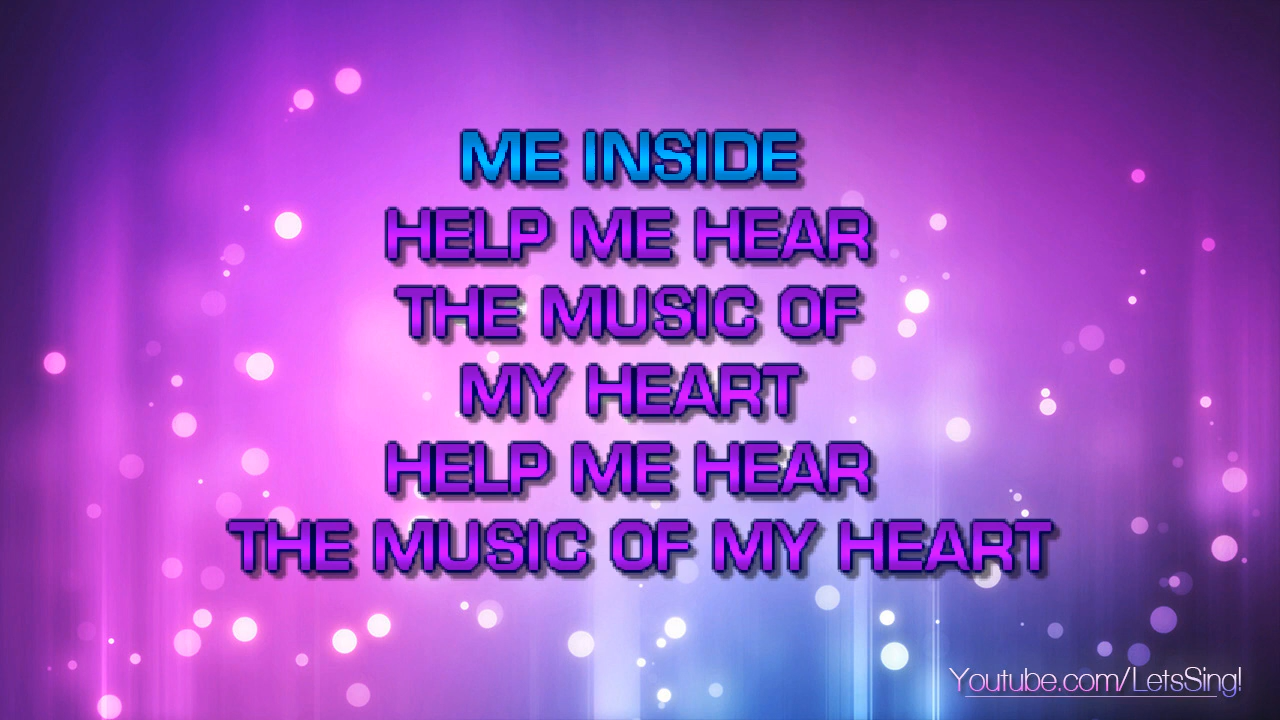 ME INSIDE
HELP ME HEAR
THE MUSIC OF
MY HEART
HELP ME HEAR
THE MUSIC OF MY HEART
Youtube.com/LetsSing!